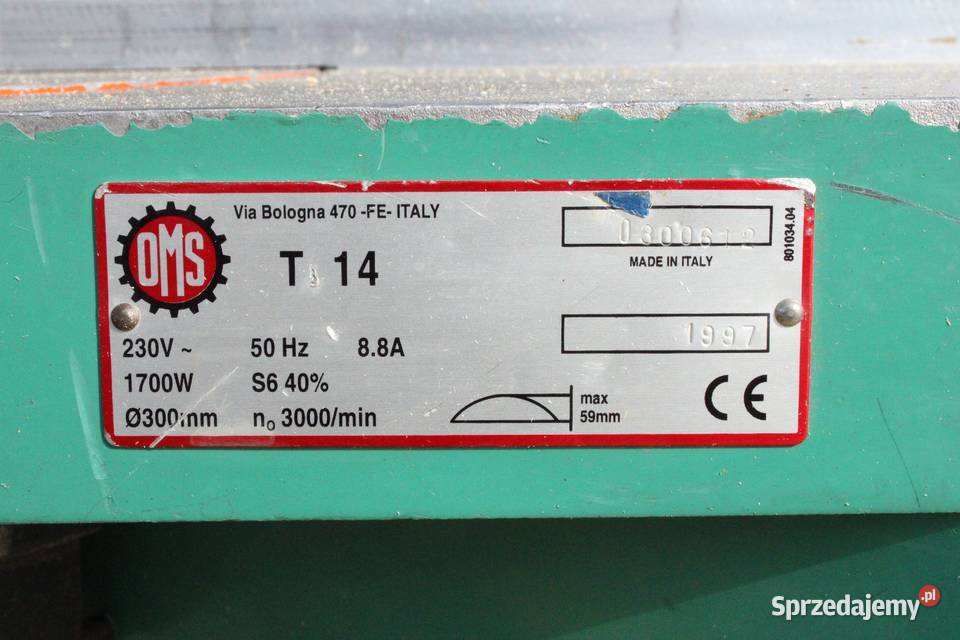 Via Bologna 470 -FE- ITALY
OMS
T 14
0300612
MADE IN ITALY
801034.04
1997
230V ~ 50 Hz 8.8A
1700W S6 40%
Ø300mm n₀ 3000/min
max
59mm
CE
Sprzedajemy.pl